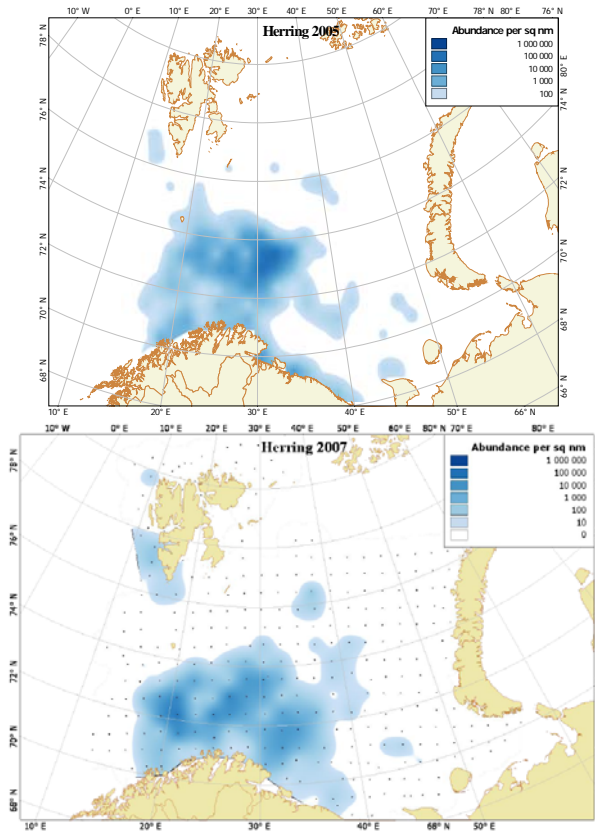 10° W 0° E 10° E 20° E 30° E 40° E 50° E 60° E 70° E 78° N 80° E 76° N
Herring 2005
Abundance per sq nm
1 000 000
100 000
10 000
1 000
100
78° N
76° N
74° N
72° N
70° N
68° N
80° E
74° N
72° N
70° N
68° N
66° N
10° E 20° E 30° E 40° E 50° E 66° N
10° W 0° E 10° E 20° E 30° E 40° E 50° E 60° E 80° N 70° E 80° E
Herring 2007
Abundance per sq nm
1 000 000
100 000
10 000
1 000
100
10
0
78° N
76° N
74° N
72° N
70° N
68° N
10° E 20° E 30° E 40° E 68° N 50° E